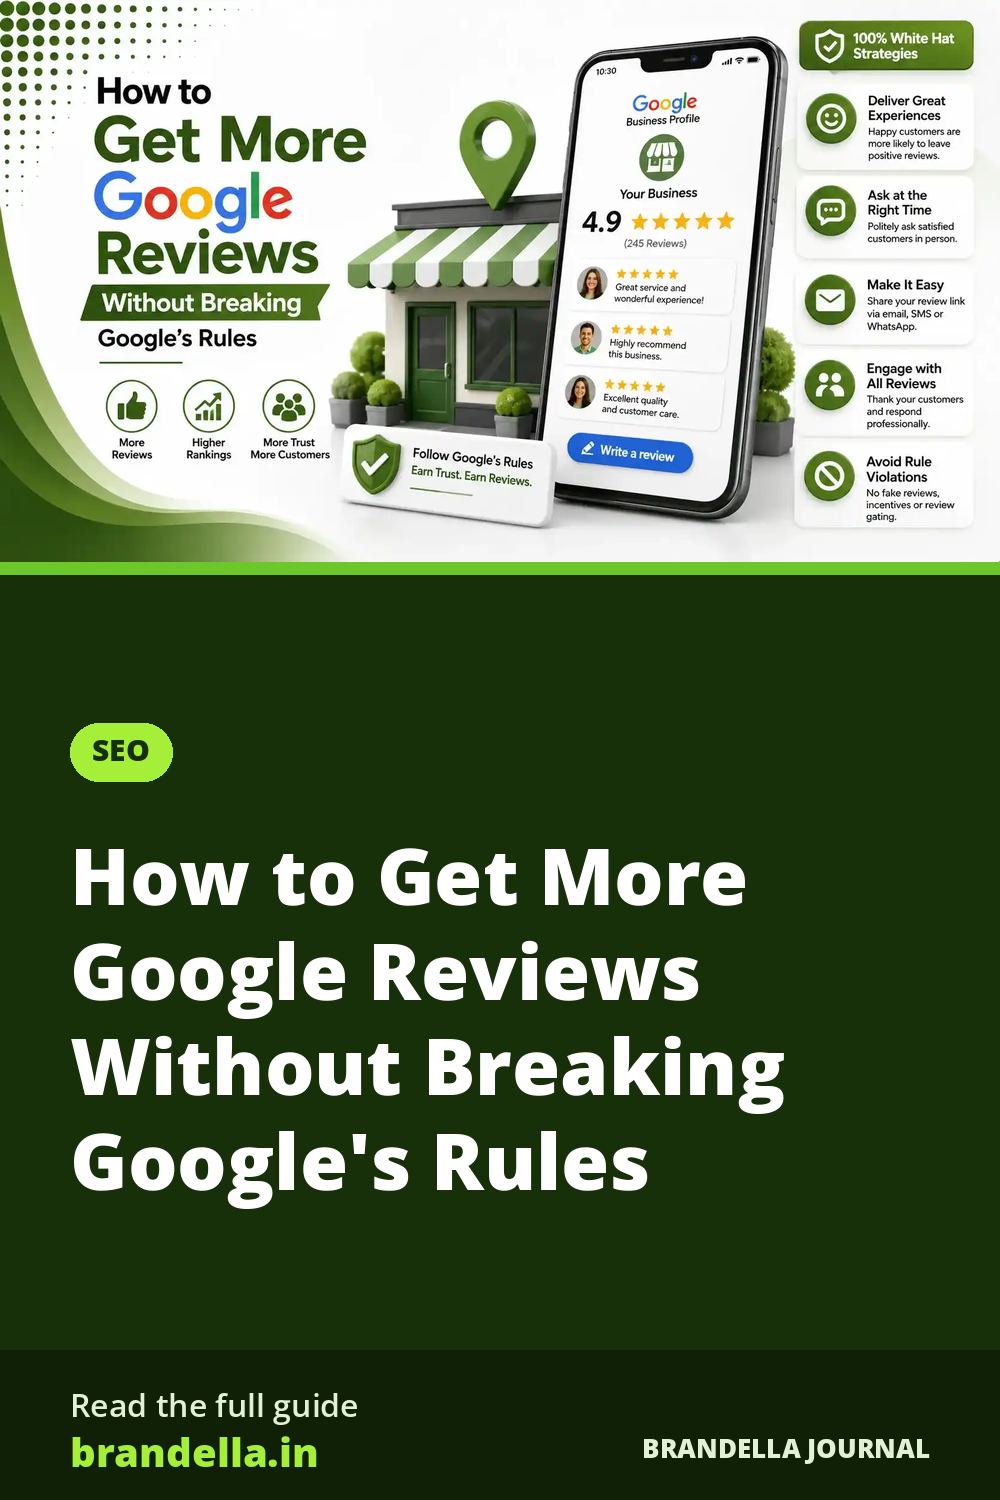 How to
Get More
Google
Reviews
Without Breaking
Google's Rules
More
Reviews
Higher
Rankings
More Trust
More Customers
Follow Google's Rules
Earn Trust. Earn Reviews.
10:30
Google
Business Profile
Your Business
4.9
(245 Reviews)
Great service and
wonderful experience!
Highly recommend
this business.
Excellent quality
and customer care.
Write a review
100% White Hat
Strategies
Deliver Great
Experiences
Happy customers are
more likely to leave
positive reviews.
Ask at the
Right Time
Politely ask satisfied
customers in person.
Make It Easy
Share your review link
via email, SMS or
WhatsApp.
Engage with
All Reviews
Thank your customers
and respond
professionally.
Avoid Rule
Violations
No fake reviews,
incentives or review
gating.
SEO
How to Get More
Google Reviews
Without Breaking
Google's Rules
Read the full guide
brandella.in
BRANDELLA JOURNAL